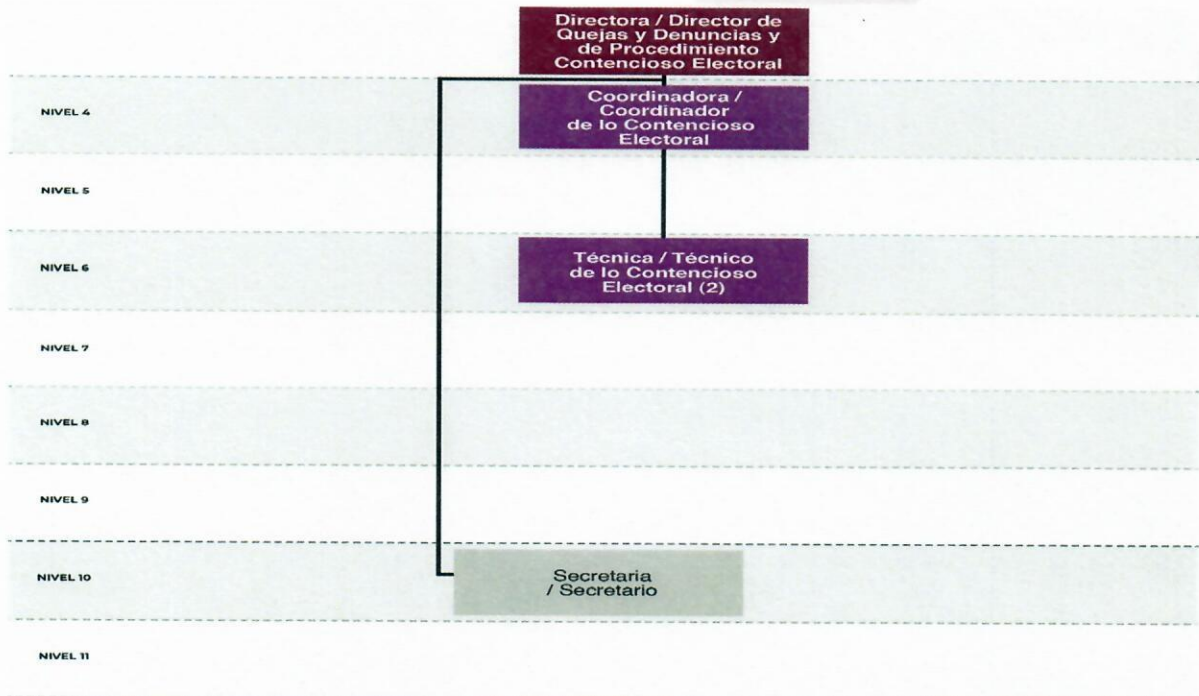 Directora / Director de
Quejas y Denuncias y
de Procedimiento
Contencioso Electoral
NIVEL 4
Coordinadora /
Coordinador
de lo Contencioso
Electoral
NIVEL 5
NIVEL 6
Técnica / Técnico
de lo Contencioso
Electoral (2)
NIVEL 7
NIVEL 8
NIVEL 9
NIVEL 10
Secretaria
/ Secretario
NIVEL 11